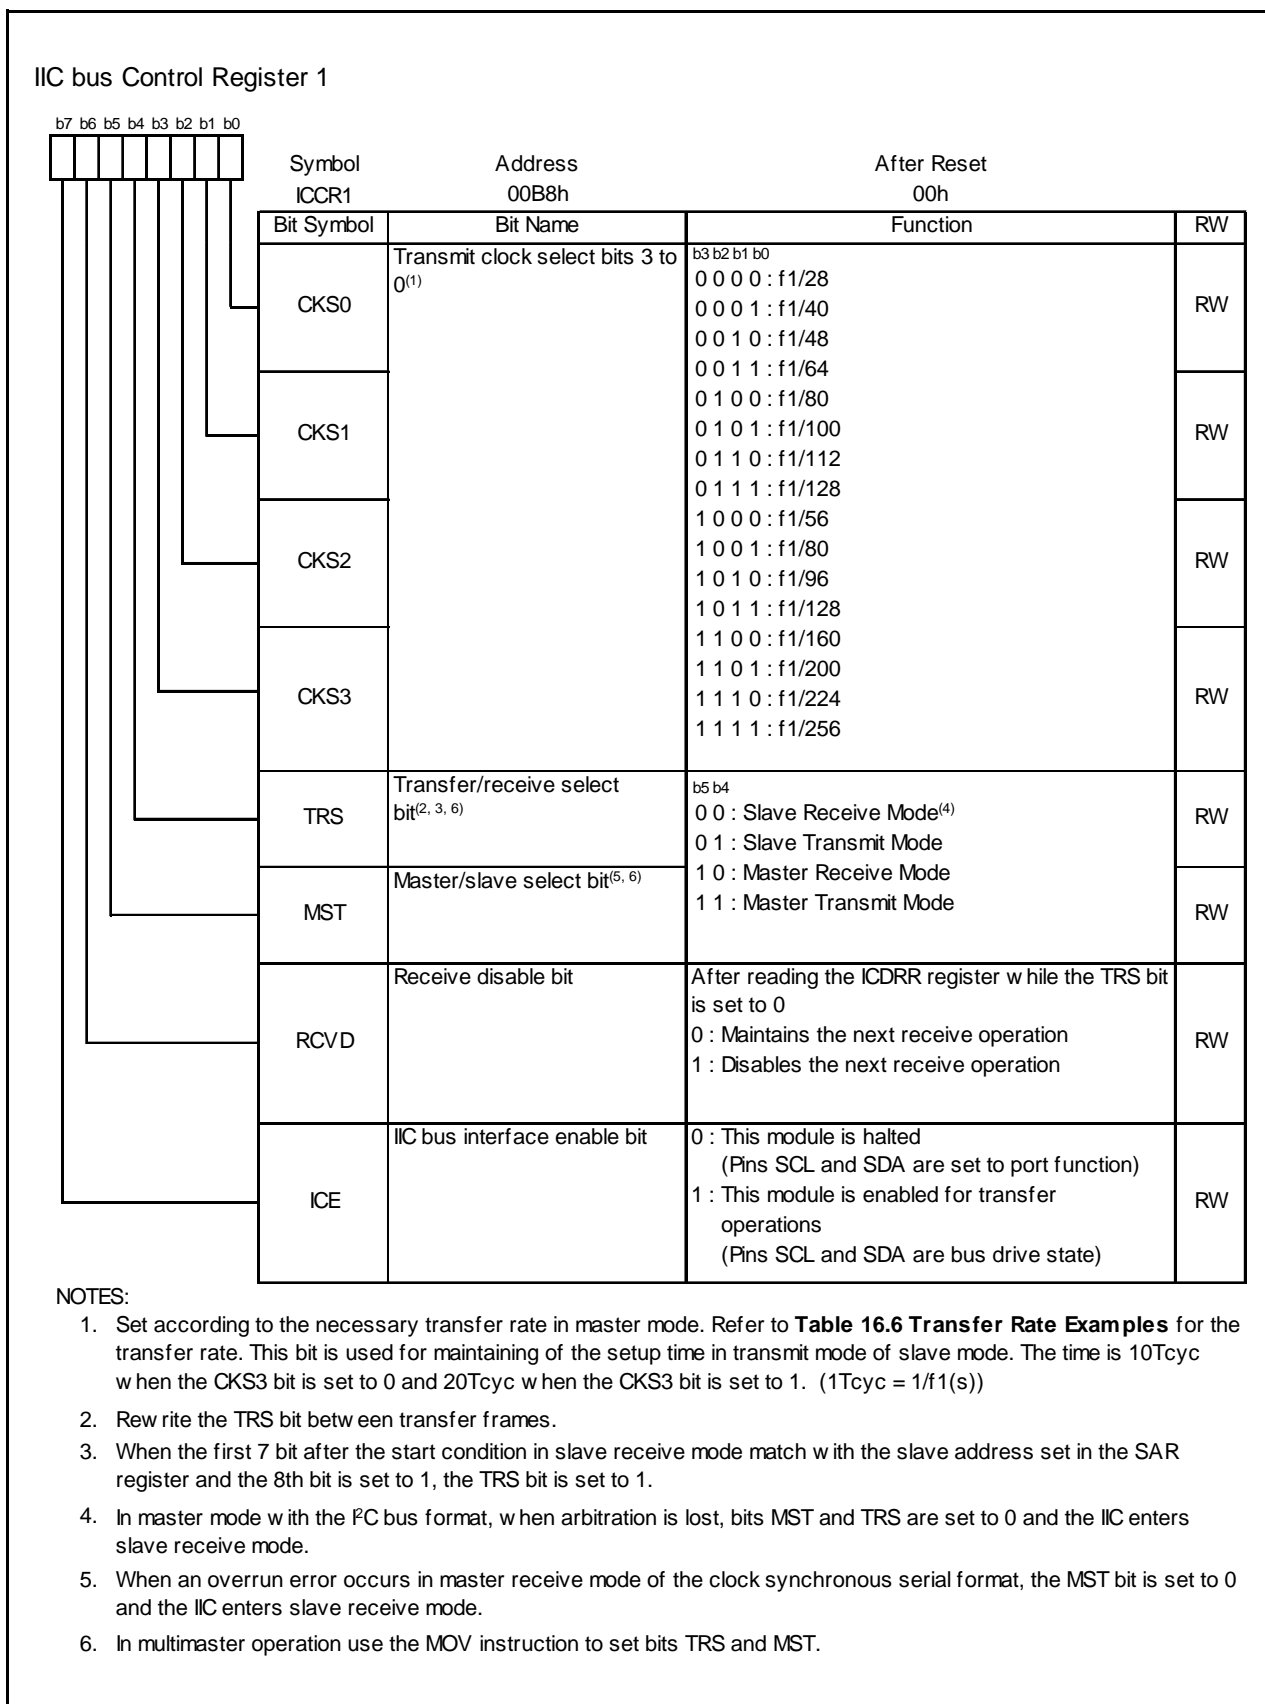 IIC bus Control Register 1
b7 b6 b5 b4 b3 b2 b1 b0
Symbol Address After Reset
ICCR1 00B8h 00h
Bit Symbol Bit Name Function RW
CKS0 Transmit clock select bits 3 to RW
0(1)
b3 b2 b1 b0
0 0 0 0 : f1/28
0 0 0 1 : f1/40
0 0 1 0 : f1/48
0 0 1 1 : f1/64
0 1 0 0 : f1/80
CKS1 0 1 0 1 : f1/100 RW
0 1 1 0 : f1/112
0 1 1 1 : f1/128
1 0 0 0 : f1/56
CKS2 1 0 0 1 : f1/80 RW
1 0 1 0 : f1/96
1 0 1 1 : f1/128
1 1 0 0 : f1/160
1 1 0 1 : f1/200
CKS3 1 1 1 0 : f1/224 RW
1 1 1 1 : f1/256
TRS Transfer/receive select RW
bit(2, 3, 6)
b5 b4
0 0 : Slave Receive Mode(4)
0 1 : Slave Transmit Mode
MST Master/slave select bit(5, 6) RW
1 0 : Master Receive Mode
1 1 : Master Transmit Mode
RCVD Receive disable bit RW
After reading the ICDRR register while the TRS bit
is set to 0
0 : Maintains the next receive operation
1 : Disables the next receive operation
ICE IIC bus interface enable bit RW
0 : This module is halted
(Pins SCL and SDA are set to port function)
1 : This module is enabled for transfer
operations
(Pins SCL and SDA are bus drive state)
NOTES:
1. Set according to the necessary transfer rate in master mode. Refer to Table 16.6 Transfer Rate Examples for the
transfer rate. This bit is used for maintaining of the setup time in transmit mode of slave mode. The time is 10Tcyc
when the CKS3 bit is set to 0 and 20Tcyc when the CKS3 bit is set to 1. (1Tcyc = 1/f1(s))
2. Rewrite the TRS bit between transfer frames.
3. When the first 7 bit after the start condition in slave receive mode match with the slave address set in the SAR
register and the 8th bit is set to 1, the TRS bit is set to 1.
4. In master mode with the I²C bus format, when arbitration is lost, bits MST and TRS are set to 0 and the IIC enters
slave receive mode.
5. When an overrun error occurs in master receive mode of the clock synchronous serial format, the MST bit is set to 0
and the IIC enters slave receive mode.
6. In multimaster operation use the MOV instruction to set bits TRS and MST.